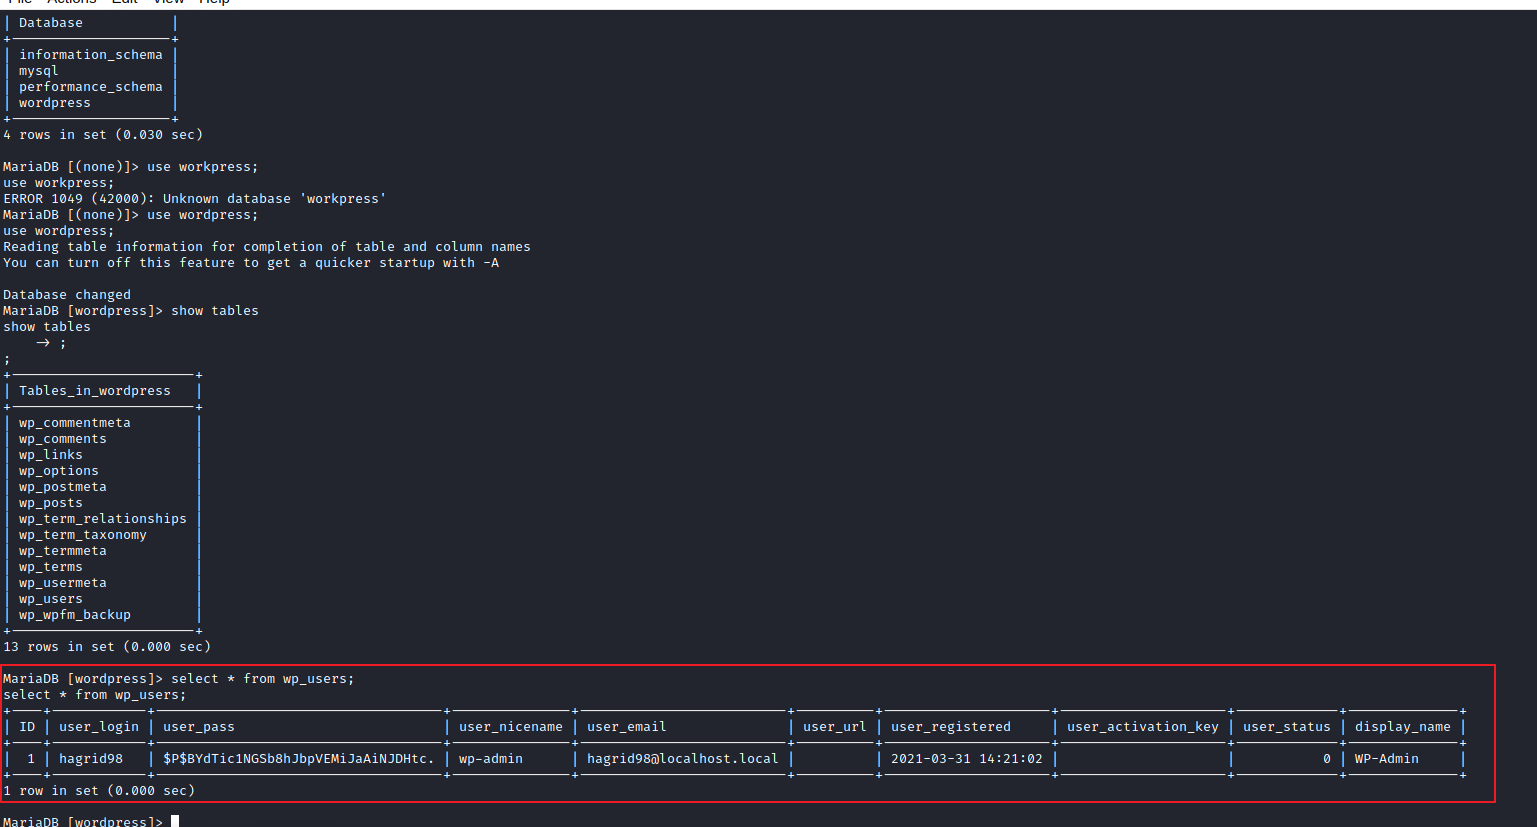 File Actions Edit View Help
| Database |
+-------------------+
| information_schema |
| mysql |
| performance_schema |
| wordpress |
+-------------------+
4 rows in set (0.030 sec)
MariaDB [(none)]> use workpress;
use workpress;
ERROR 1049 (42000): Unknown database 'workpress'
MariaDB [(none)]> use wordpress;
use wordpress;
Reading table information for completion of table and column names
You can turn off this feature to get a quicker startup with -A
Database changed
MariaDB [wordpress]> show tables
show tables
    → ;
;
+-----------------------+
| Tables_in_wordpress |
+-----------------------+
| wp_commentmeta |
| wp_comments |
| wp_links |
| wp_options |
| wp_postmeta |
| wp_posts |
| wp_term_relationships |
| wp_term_taxonomy |
| wp_termmeta |
| wp_terms |
| wp_usermeta |
| wp_users |
| wp_wpfm_backup |
+-----------------------+
13 rows in set (0.000 sec)
MariaDB [wordpress]> select * from wp_users;
select * from wp_users;
+----+------------+------------------------------------+---------------+--------------------------+----------+---------------------+---------------------+-------------+--------------+
| ID | user_login | user_pass | user_nicename | user_email | user_url | user_registered | user_activation_key | user_status | display_name |
+----+------------+------------------------------------+---------------+--------------------------+----------+---------------------+---------------------+-------------+--------------+
| 1 | hagrid98 | $P$BYdTic1NGSb8hJbpVEMiJaAiNJDHtc. | wp-admin | hagrid98@localhost.local | | 2021-03-31 14:21:02 | | 0 | WP-Admin |
+----+------------+------------------------------------+---------------+--------------------------+----------+---------------------+---------------------+-------------+--------------+
1 row in set (0.000 sec)
MariaDB [wordpress]>